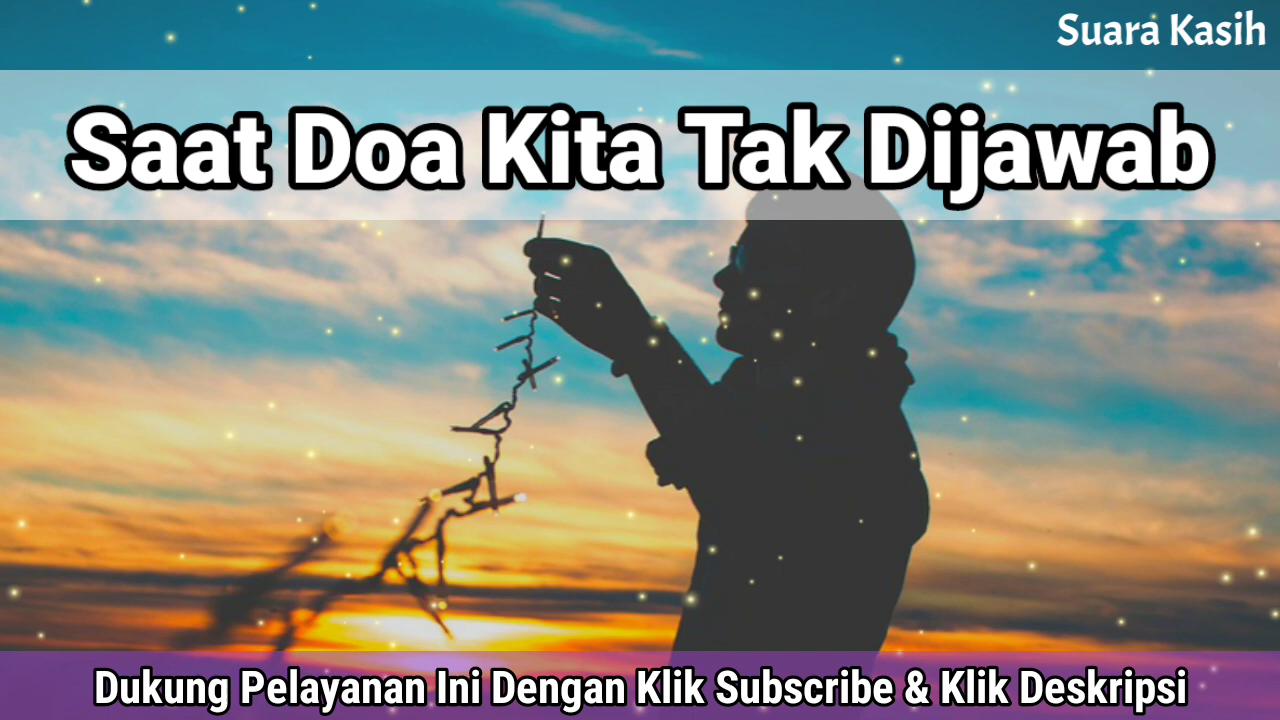 Suara Kasih
Saat Doa Kita Tak Dijawab
Dukung Pelayanan Ini Dengan Klik Subscribe & Klik Deskripsi